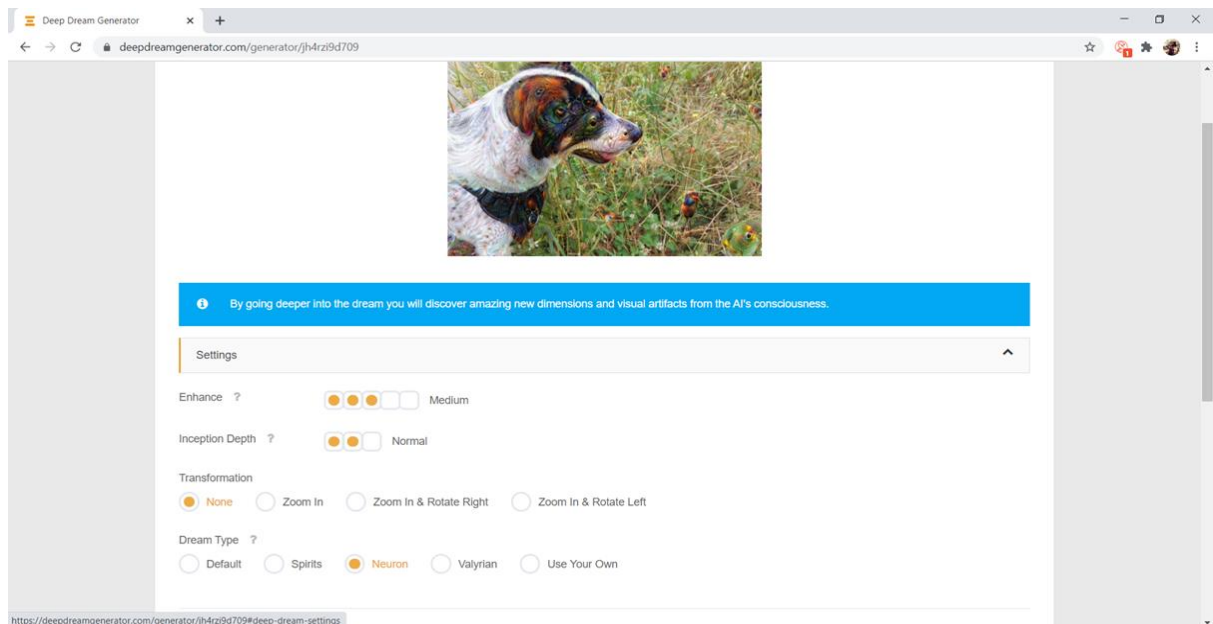 Deep Dream Generator
deepdreamgenerator.com/generator/jh4rzi9d709
1
By going deeper into the dream you will discover amazing new dimensions and visual artifacts from the AI's consciousness.
Settings
Enhance ? Medium
Inception Depth ? Normal
Transformation
None Zoom In Zoom In & Rotate Right Zoom In & Rotate Left
Dream Type ?
Default Spirits Neuron Valyrian Use Your Own
https://deepdreamgenerator.com/generator/jh4rzi9d709#deep-dream-settings